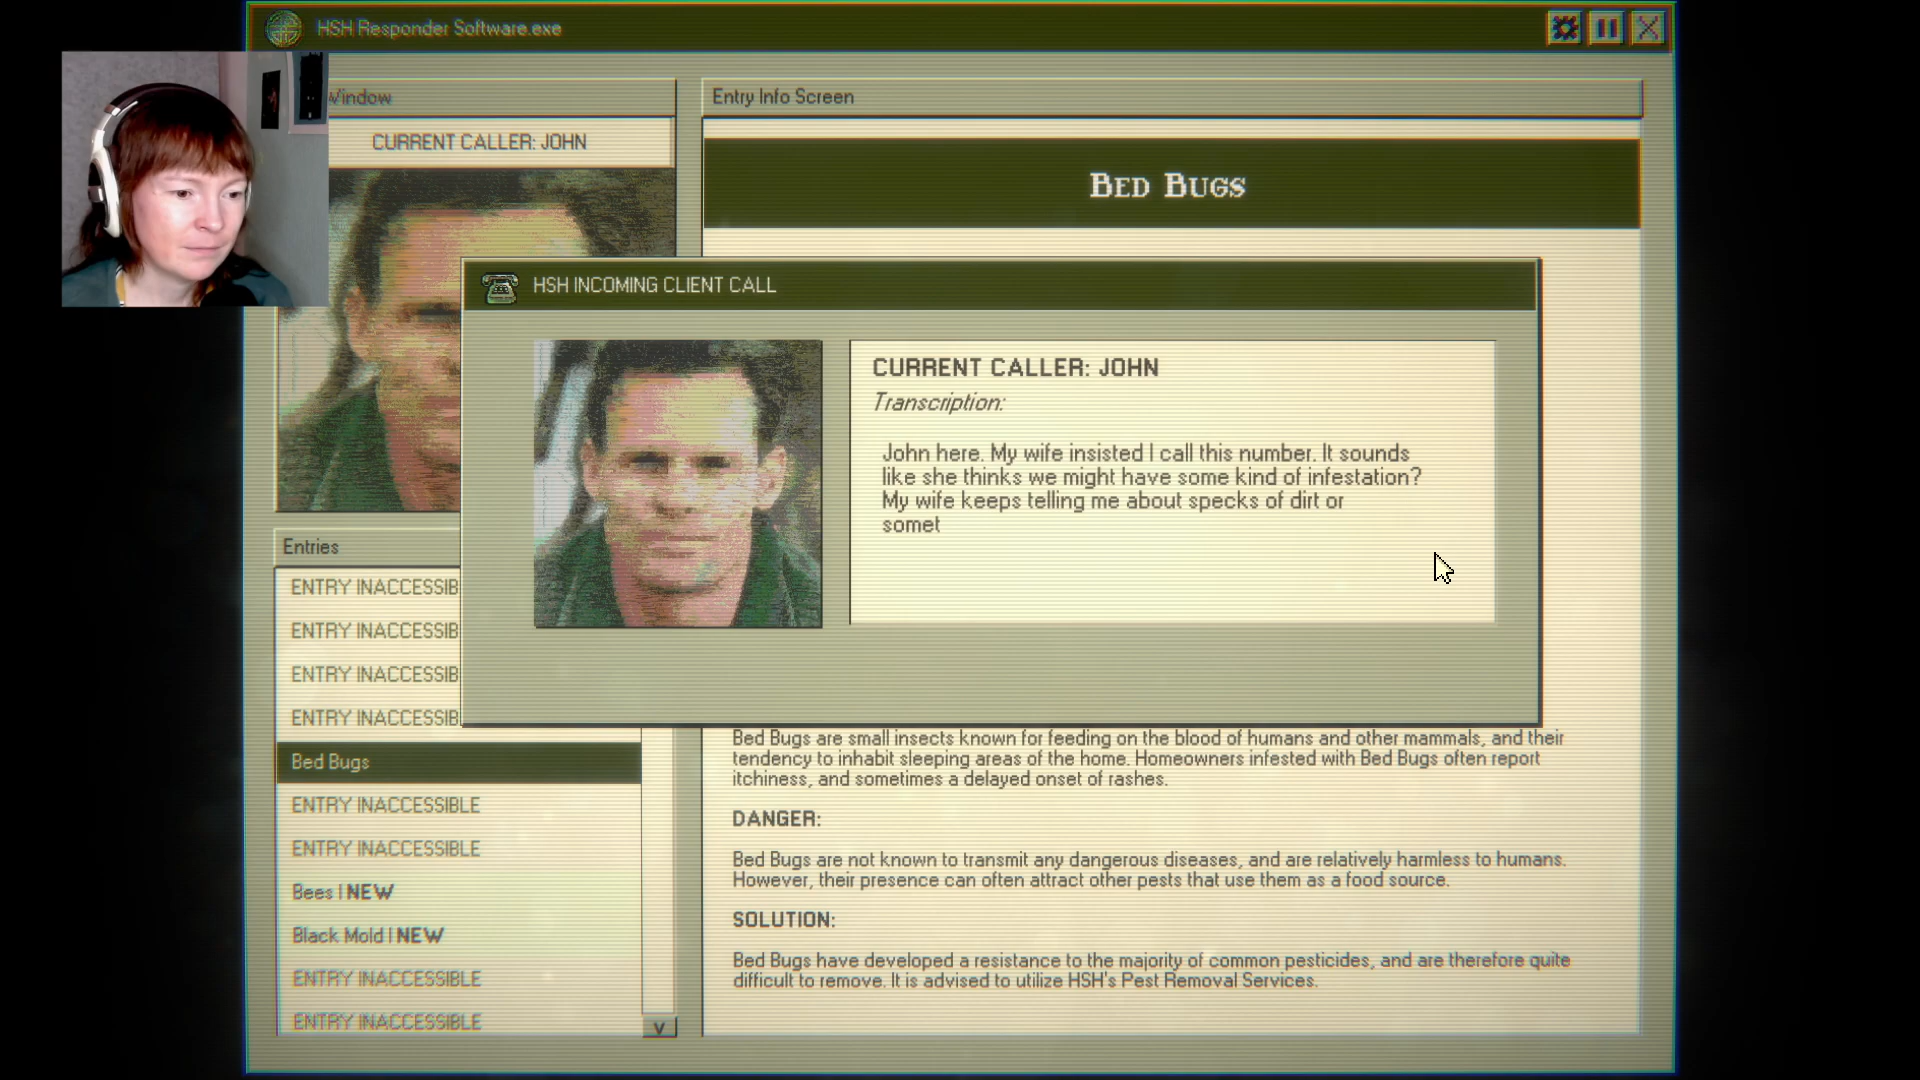 HSH Responder Software.exe
Window
CURRENT CALLER: JOHN
Entry Info Screen
BED BUGS
HSH INCOMING CLIENT CALL
CURRENT CALLER: JOHN
Transcription:
John here. My wife insisted I call this number. It sounds
like she thinks we might have some kind of infestation?
My wife keeps telling me about specks of dirt or
somet
Entries
ENTRY INACCESSIB
ENTRY INACCESSIB
ENTRY INACCESSIB
ENTRY INACCESSIB
Bed Bugs
ENTRY INACCESSIBLE
ENTRY INACCESSIBLE
Bees | NEW
Black Mold | NEW
ENTRY INACCESSIBLE
ENTRY INACCESSIBLE
Bed Bugs are small insects known for feeding on the blood of humans and other mammals, and their
tendency to inhabit sleeping areas of the home. Homeowners infested with Bed Bugs often report
itchiness, and sometimes a delayed onset of rashes.
DANGER:
Bed Bugs are not known to transmit any dangerous diseases, and are relatively harmless to humans.
However, their presence can often attract other pests that use them as a food source.
SOLUTION:
Bed Bugs have developed a resistance to the majority of common pesticides, and are therefore quite
difficult to remove. It is advised to utilize HSH's Pest Removal Services.